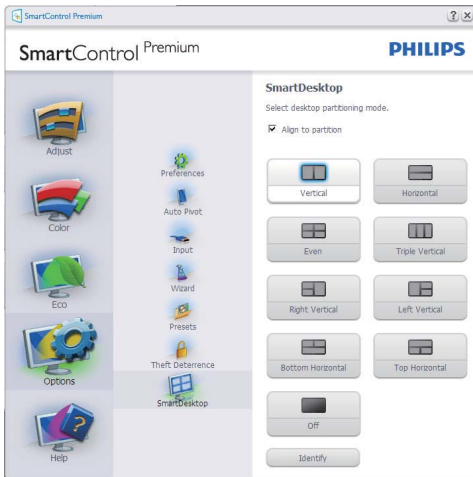 SmartControl Premium
SmartControl Premium
PHILIPS
Adjust
Color
Eco
Options
Help
Preferences
Auto Pivot
Input
Wizard
Presets
Theft Deterrence
SmartDesktop
SmartDesktop
Select desktop partitioning mode.
Align to partition
Vertical
Horizontal
Even
Triple Vertical
Right Vertical
Left Vertical
Bottom Horizontal
Top Horizontal
Off
Identify